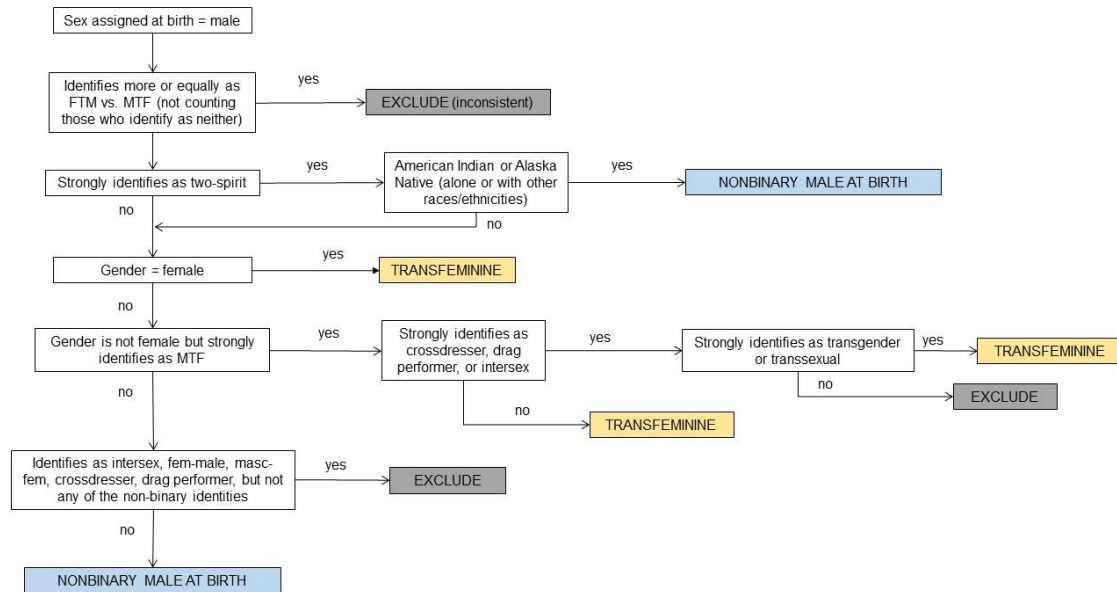 Sex assigned at birth = male
Identifies more or equally as
FTM vs. MTF (not counting
those who identify as neither)
yes
EXCLUDE (inconsistent)
Strongly identifies as two-spirit
yes
American Indian or Alaska
Native (alone or with other
races/ethnicities)
yes
NONBINARY MALE AT BIRTH
no
no
Gender = female
yes
TRANSFEMININE
no
Gender is not female but strongly
identifies as MTF
yes
Strongly identifies as
crossdresser, drag
performer, or intersex
yes
Strongly identifies as transgender
or transsexual
yes
TRANSFEMININE
no
EXCLUDE
no
TRANSFEMININE
no
Identifies as intersex, fem-male, masc-
fem, crossdresser, drag performer, but not
any of the non-binary identities
yes
EXCLUDE
no
NONBINARY MALE AT BIRTH